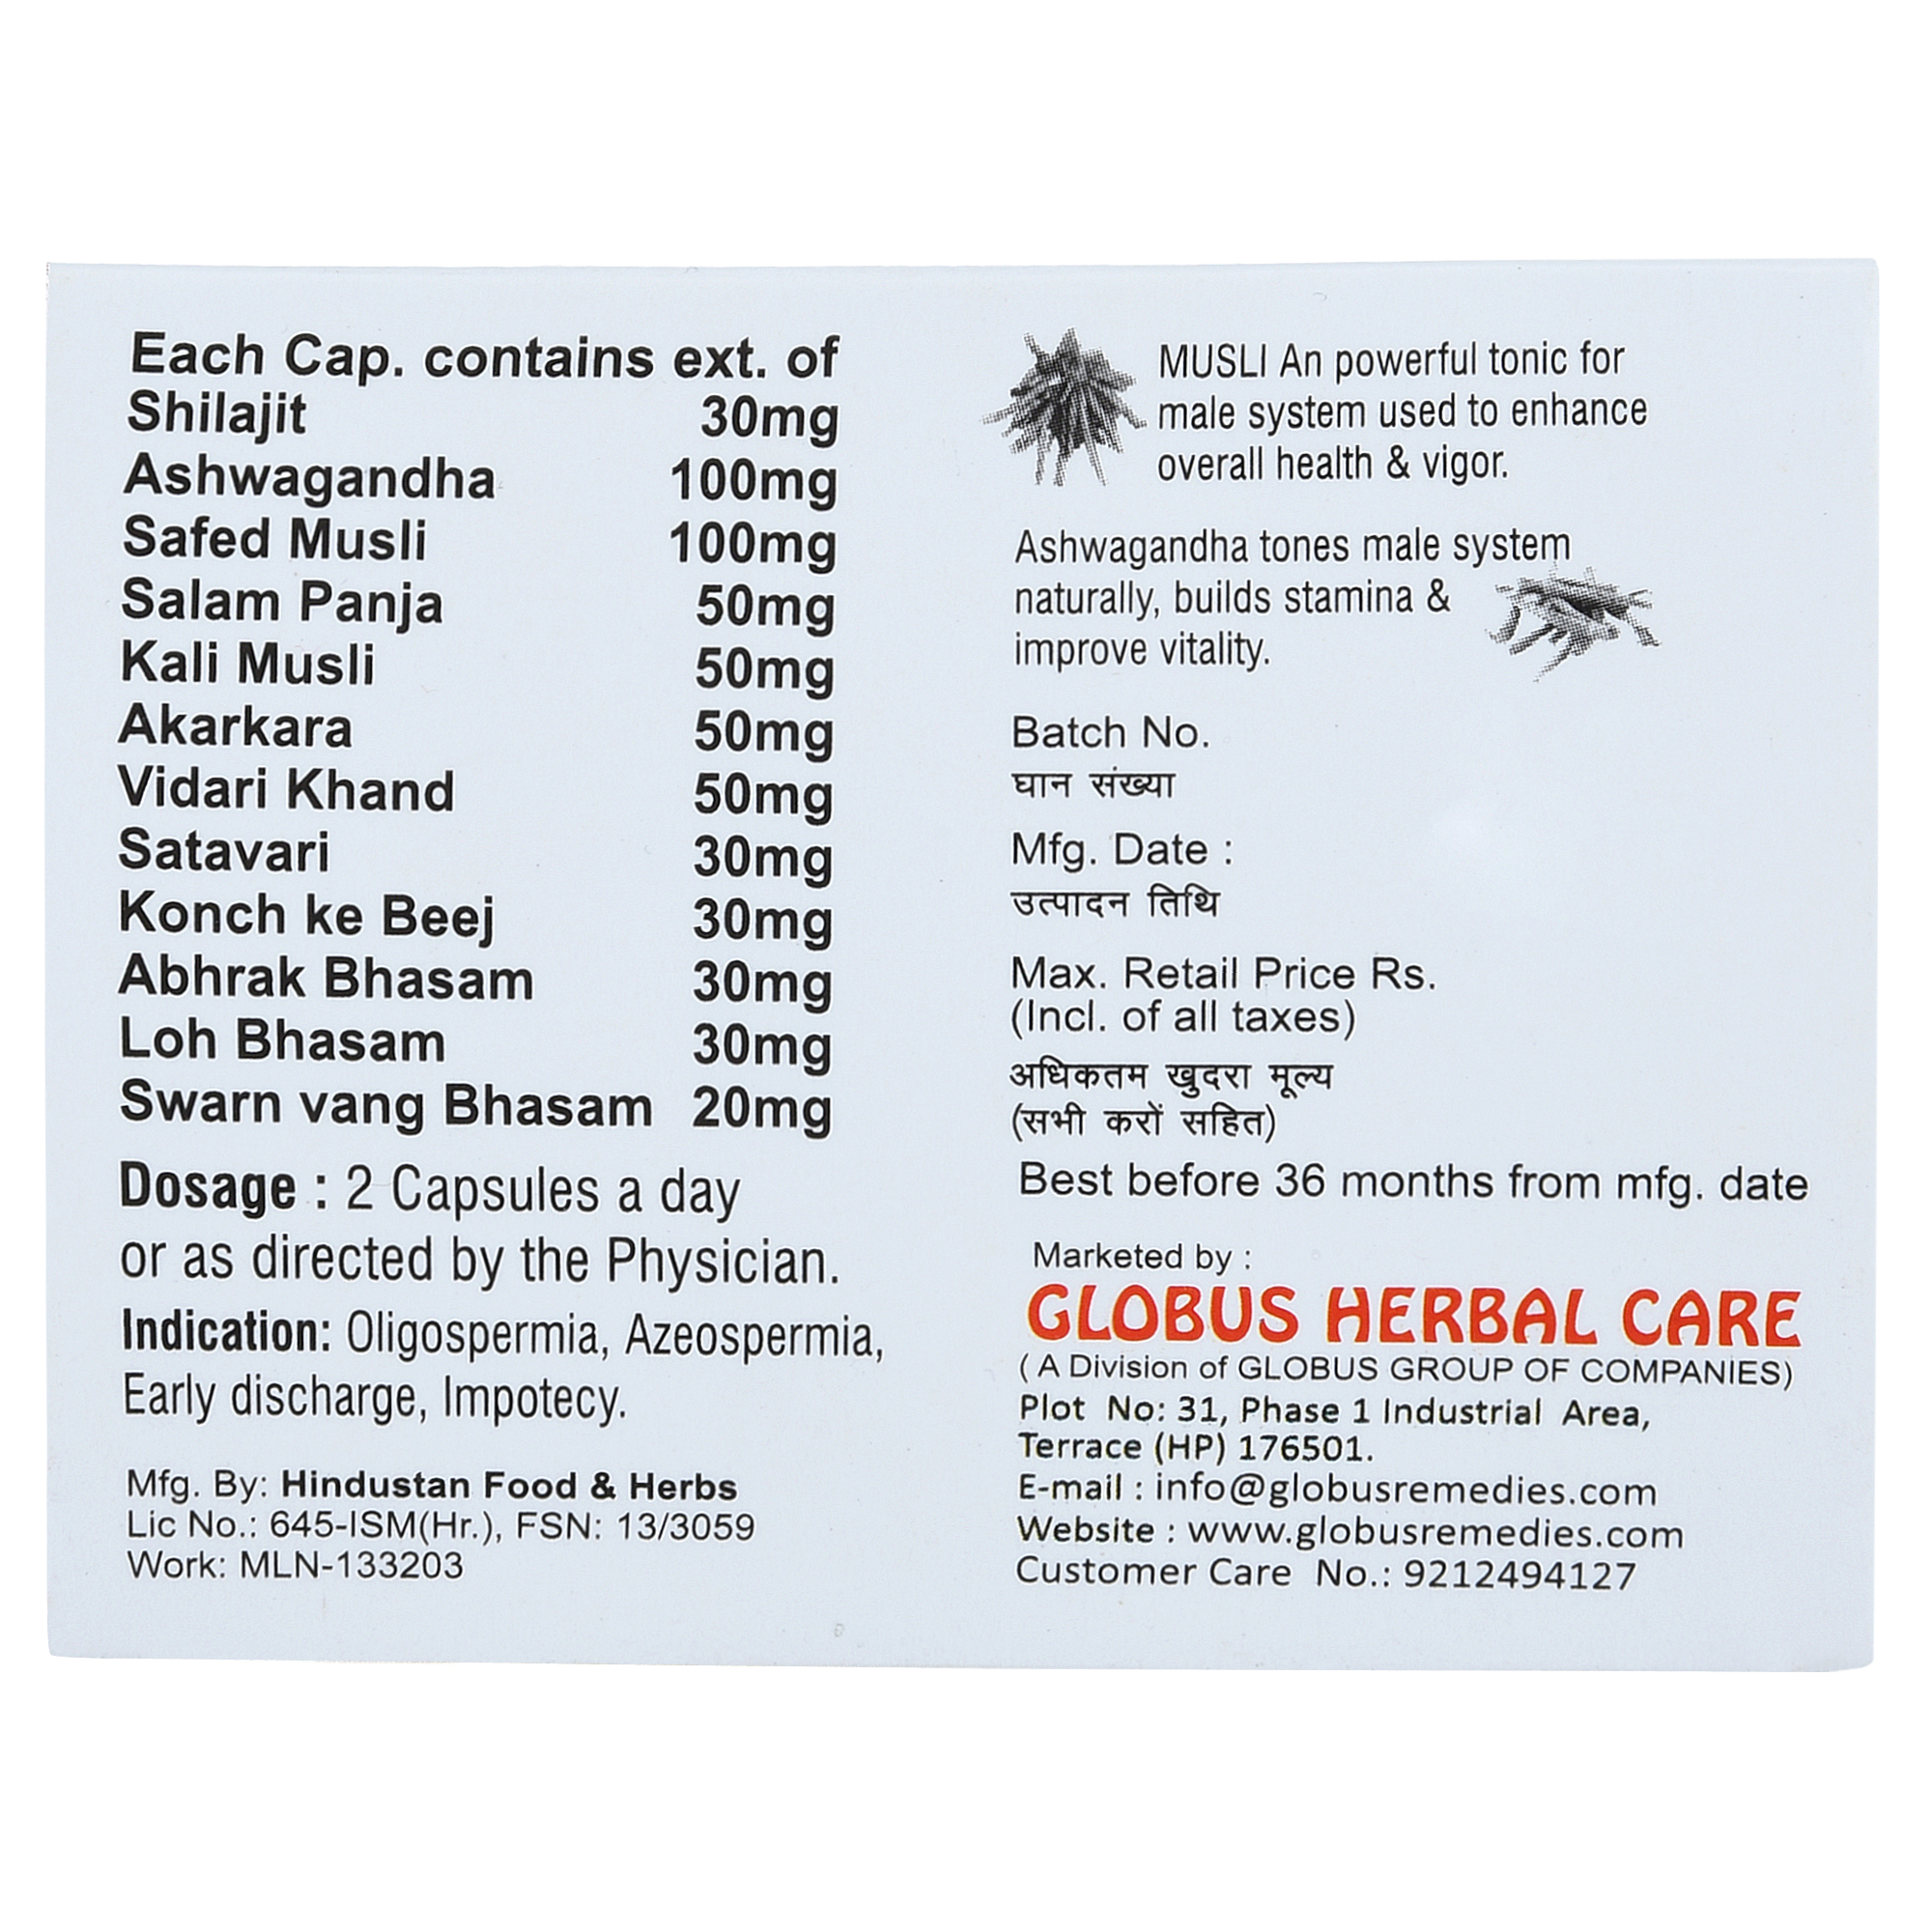 Each Cap. contains ext. of
Shilajit 30mg
Ashwagandha 100mg
Safed Musli 100mg
Salam Panja 50mg
Kali Musli 50mg
Akarkara 50mg
Vidari Khand 50mg
Satavari 30mg
Konch ke Beej 30mg
Abhrak Bhasam 30mg
Loh Bhasam 30mg
Swarn vang Bhasam 20mg
Dosage : 2 Capsules a day
or as directed by the Physician.
Indication: Oligospermia, Azeospermia,
Early discharge, Impotecy.
Mfg. By: Hindustan Food & Herbs
Lic No.: 645-ISM(Hr.), FSN: 13/3059
Work: MLN-133203
MUSLI An powerful tonic for
male system used to enhance
overall health & vigor.
Ashwagandha tones male system
naturally, builds stamina &
improve vitality.
Batch No.
घान संख्या
Mfg. Date :
उत्पादन तिथि
Max. Retail Price Rs.
(Incl. of all taxes)
अधिकतम खुदरा मूल्य
(सभी करों सहित)
Best before 36 months from mfg. date
Marketed by :
GLOBUS HERBAL CARE
( A Division of GLOBUS GROUP OF COMPANIES)
Plot No: 31, Phase 1 Industrial Area,
Terrace (HP) 176501.
E-mail : info@globusremedies.com
Website : www.globusremedies.com
Customer Care No.: 9212494127